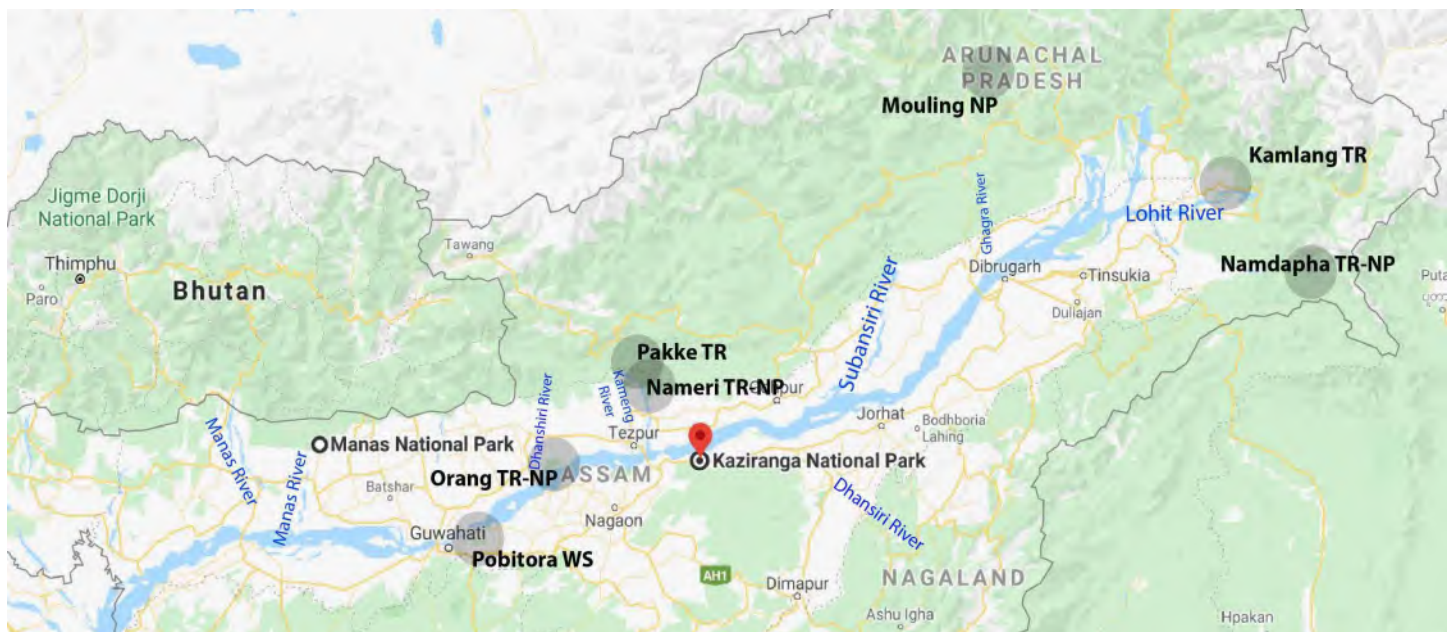 ARUNACHAL
PRADESH
Mouling NP
Kamlang TR
Jigme Dorji
National Park
Ghagra River
Lohit River
Tawang
Thimphu
Paro
Bhutan
Dibrugarh
Tinsukia
Namdapha TR-NP
Duliajan
Subansiri River
Pakke TR
Nameri TR-NP
Kameng
River
Dhanshiri River
Manas River
Manas River
Manas National Park
Tezpur
Jorhat
Bodhboria
Lahing
Kaziranga National Park
Orang TR-NP
ASSAM
Batshar
Dhansiri River
Nagaon
Guwahati
Pobitora WS
AH1
Dimapur
NAGALAND
Ashu Igha
Hpakan